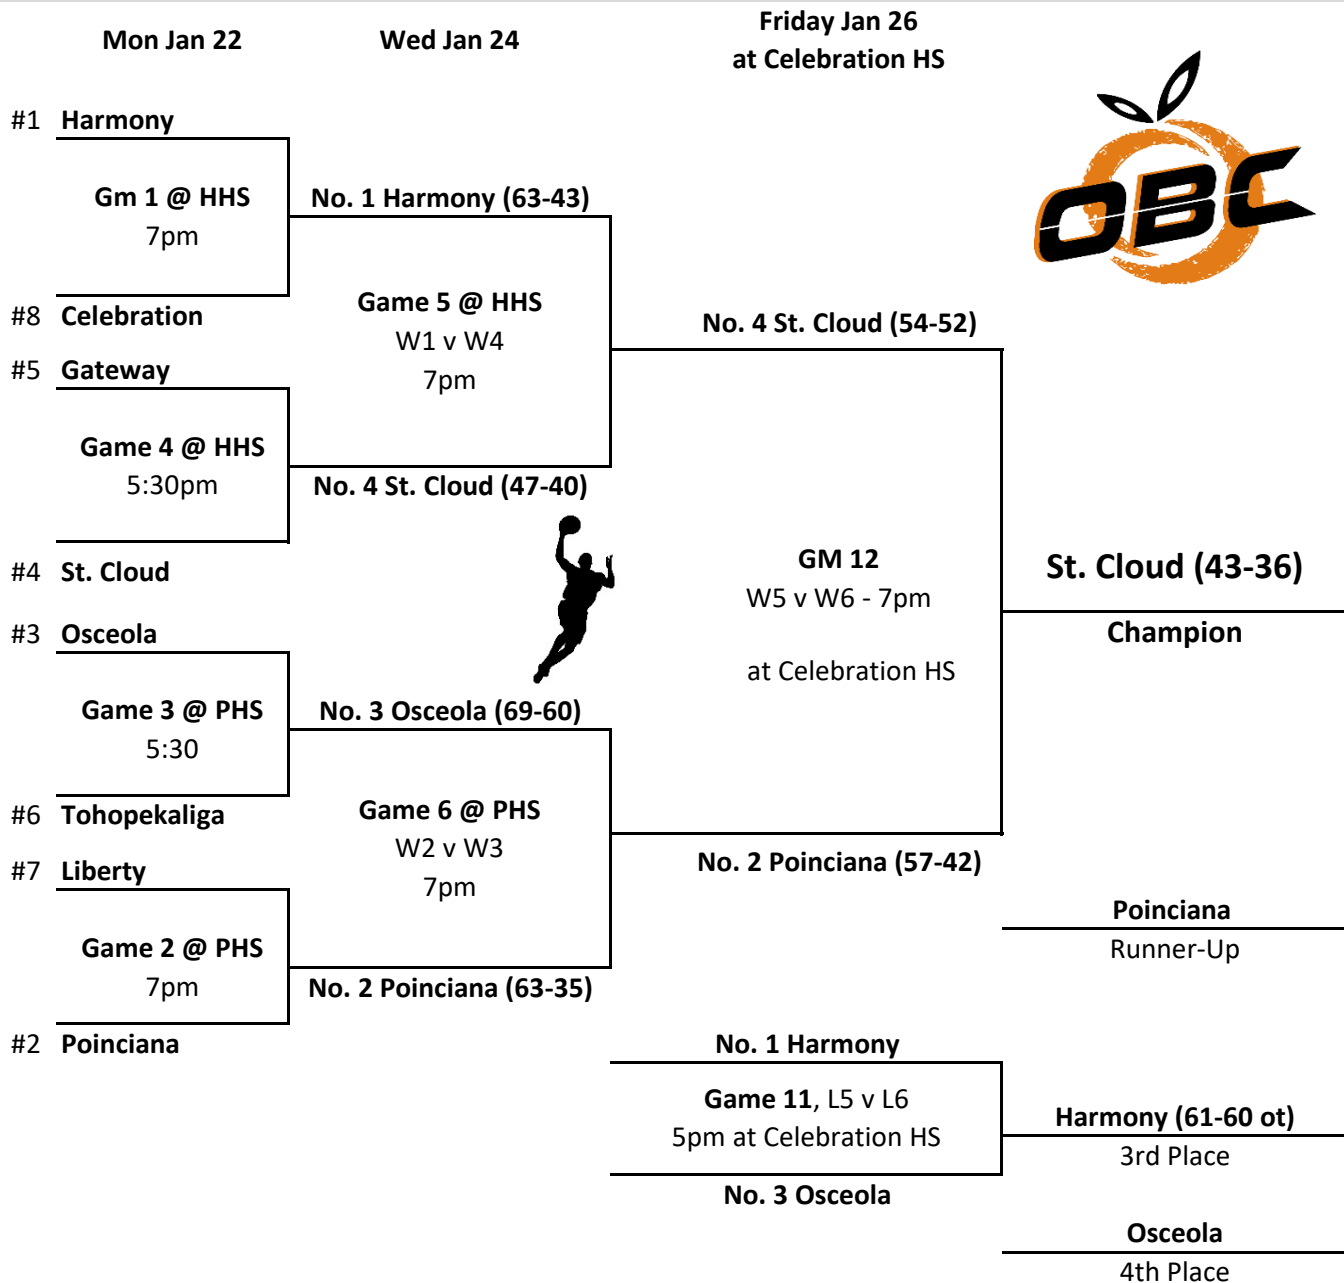 Mon Jan 22
Wed Jan 24
Friday Jan 26
at Celebration HS
OBC
#1 Harmony
Gm 1 @ HHS
7pm
#8 Celebration
#5 Gateway
Game 4 @ HHS
5:30pm
#4 St. Cloud
#3 Osceola
Game 3 @ PHS
5:30
#6 Tohopekaliga
#7 Liberty
Game 2 @ PHS
7pm
#2 Poinciana
No. 1 Harmony (63-43)
Game 5 @ HHS
W1 v W4
7pm
No. 4 St. Cloud (47-40)
No. 3 Osceola (69-60)
Game 6 @ PHS
W2 v W3
7pm
No. 2 Poinciana (63-35)
No. 4 St. Cloud (54-52)
GM 12
W5 v W6 - 7pm
at Celebration HS
No. 2 Poinciana (57-42)
St. Cloud (43-36)
Champion
Poinciana
Runner-Up
No. 1 Harmony
Game 11, L5 v L6
5pm at Celebration HS
No. 3 Osceola
Harmony (61-60 ot)
3rd Place
Osceola
4th Place